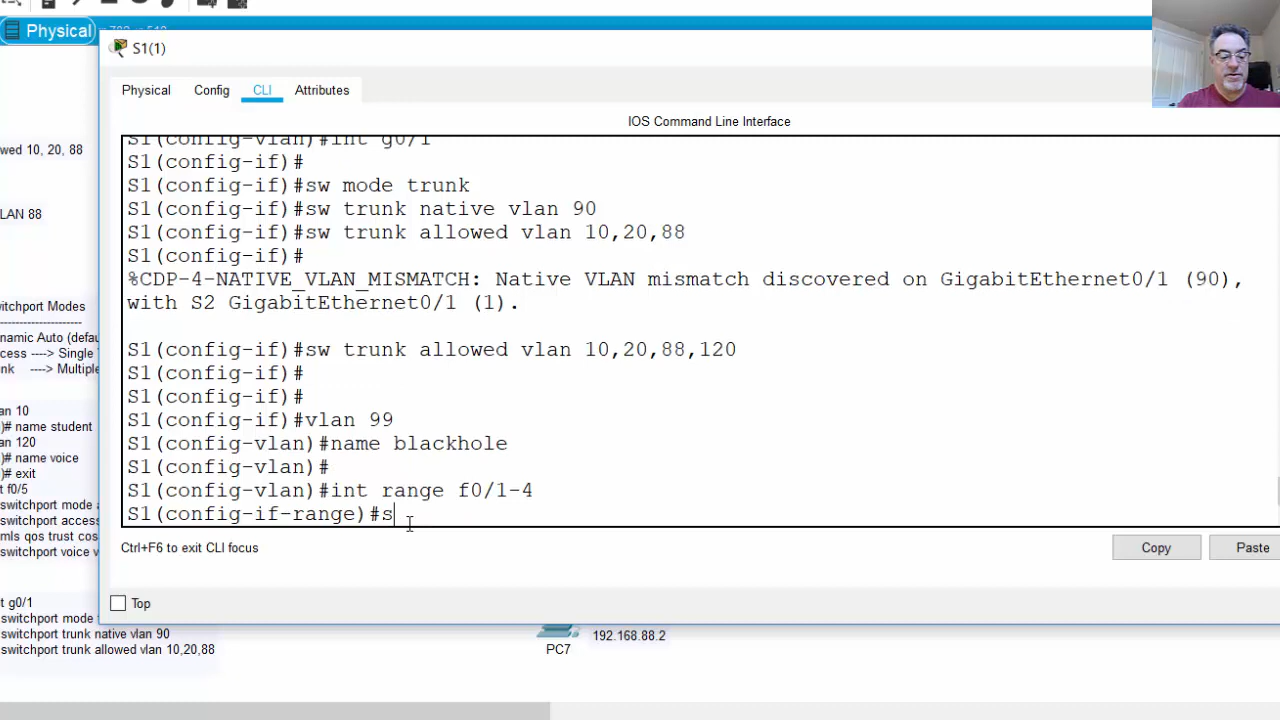 Physical
S1(1)
Physical Config CLI Attributes
IOS Command Line Interface
S1(config-vlan)#int g0/1
S1(config-if)#
S1(config-if)#sw mode trunk
S1(config-if)#sw trunk native vlan 90
S1(config-if)#sw trunk allowed vlan 10,20,88
S1(config-if)#
%CDP-4-NATIVE_VLAN_MISMATCH: Native VLAN mismatch discovered on GigabitEthernet0/1 (90),
with S2 GigabitEthernet0/1 (1).
S1(config-if)#sw trunk allowed vlan 10,20,88,120
S1(config-if)#
S1(config-if)#
S1(config-if)#vlan 99
S1(config-vlan)#name blackhole
S1(config-vlan)#
S1(config-vlan)#int range f0/1-4
S1(config-if-range)#s
Ctrl+F6 to exit CLI focus
Copy Paste
Top
wed 10, 20, 88
LAN 88
vitchport Modes
---------------------
namic Auto (defau
cess ----> Single
nk ----> Multiple
an 10
)# name student
an 120
)# name voice
)# exit
t f0/5
switchport mode a
switchport access
mls qos trust cos
switchport voice v
t g0/1
switchport mode
switchport trunk native vlan 90
switchport trunk allowed vlan 10,20,88
192.168.88.2
PC7